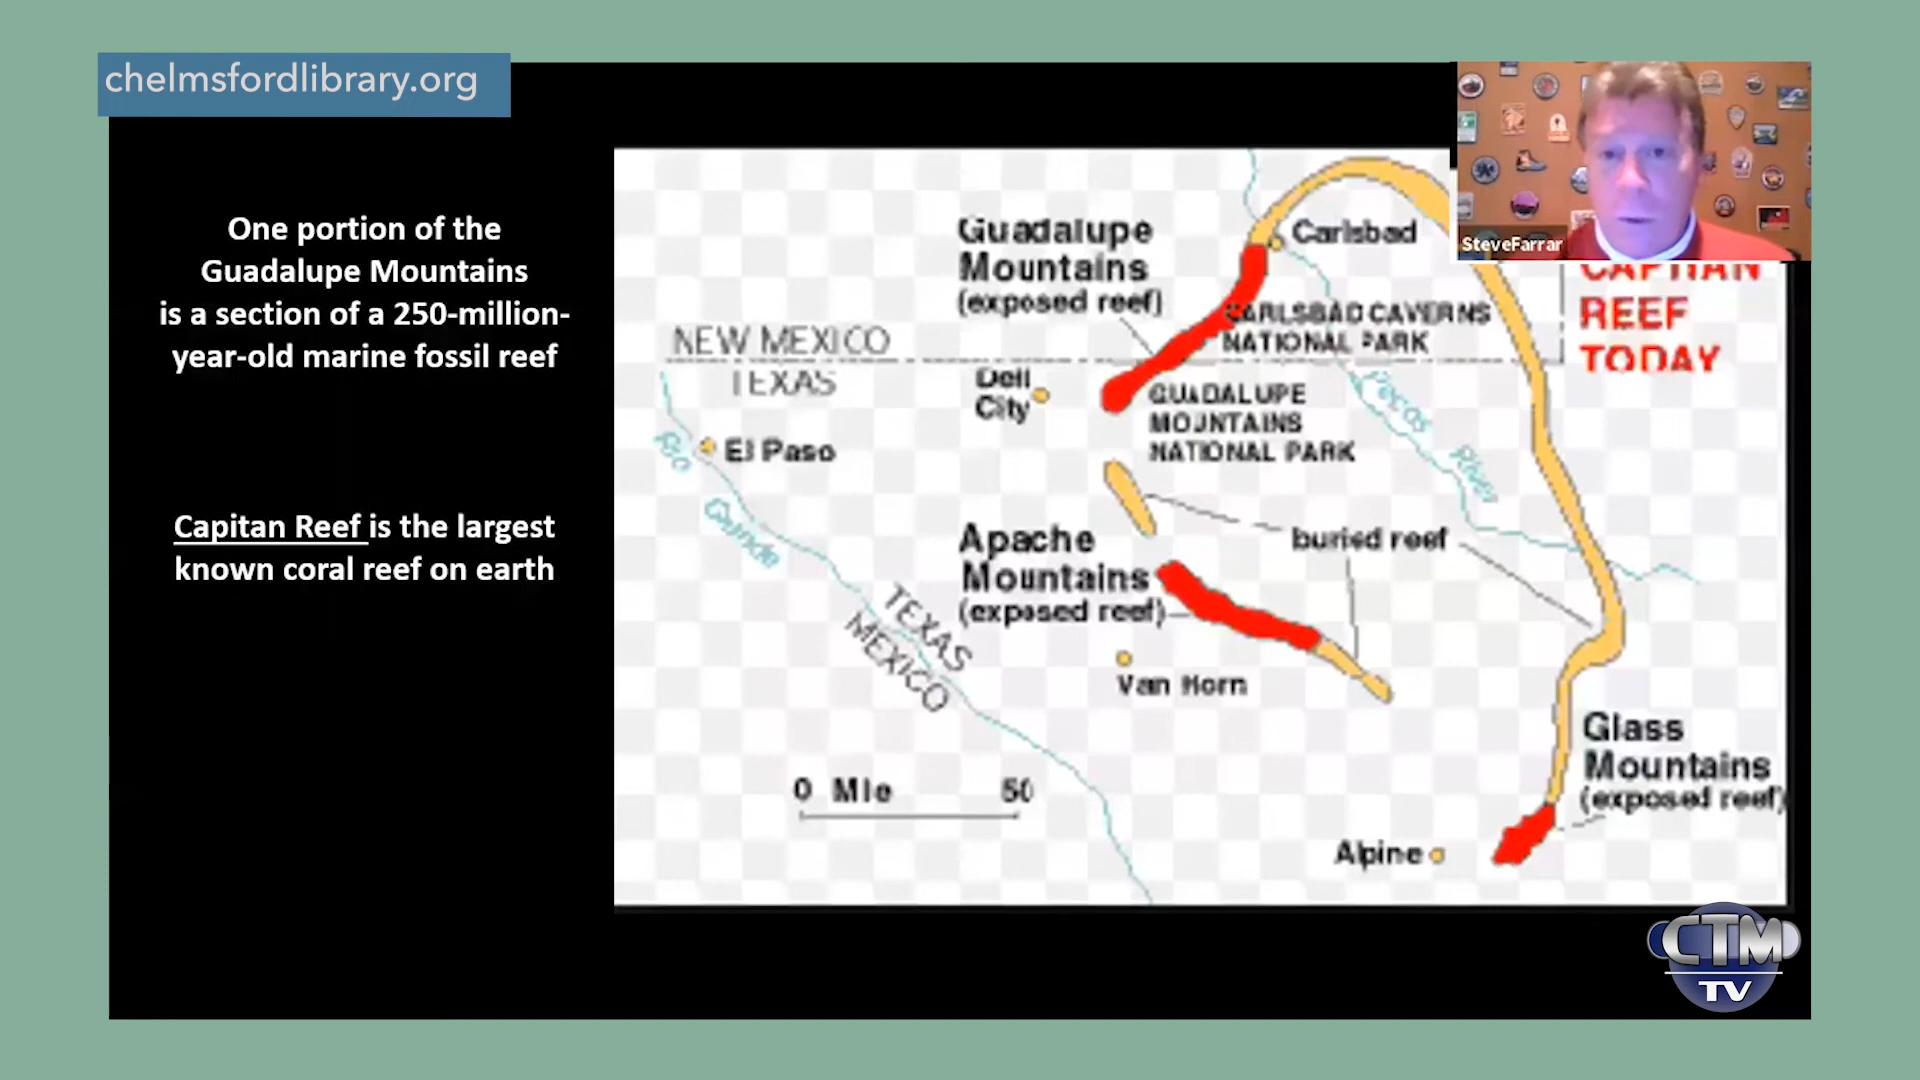 chelmsfordlibrary.org
One portion of the
Guadalupe Mountains
is a section of a 250-million-
year-old marine fossil reef
Capitan Reef is the largest
known coral reef on earth
SteveFarrar
CAPITAN
REEF
TODAY
Guadalupe
Mountains
(exposed reef)
Carlsbad
CARLSBAD CAVERNS
NATIONAL PARK
NEW MEXICO
TEXAS
Dell
City
GUADALUPE
MOUNTAINS
NATIONAL PARK
Pecos
River
El Paso
Rio
Grande
Apache
Mountains
(exposed reef)
buried reef
TEXAS
MEXICO
Van Horn
Glass
Mountains
(exposed reef)
0 Mile 50
Alpine
CTM
TV